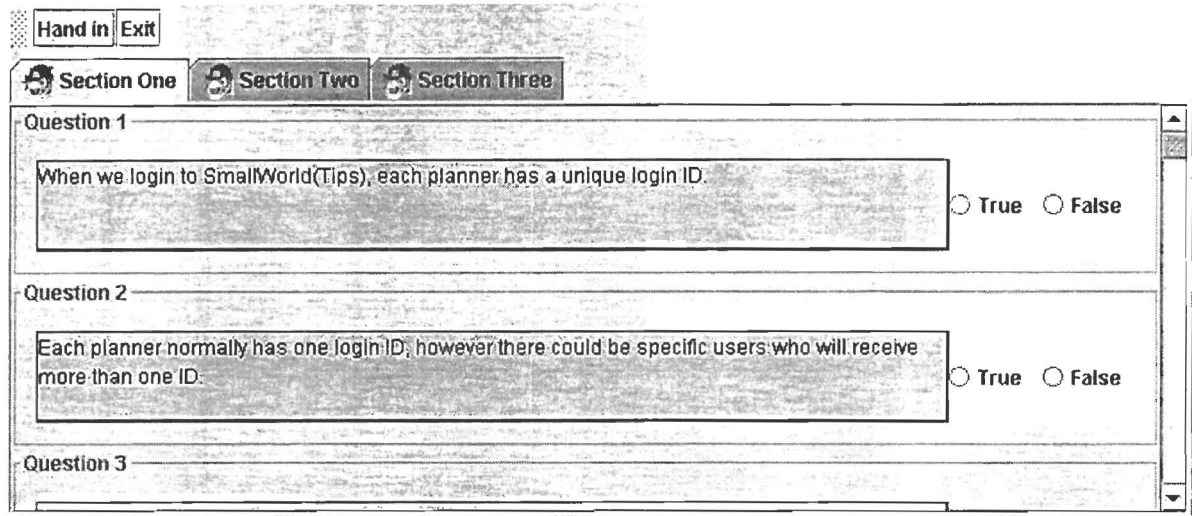 Hand in Exit
Section One Section Two Section Three
Question 1
When we login to SmallWorld(Tips), each planner has a unique login ID.
True False
Question 2
Each planner normally has one login ID, however there could be specific users who will receive
more than one ID.
True False
Question 3